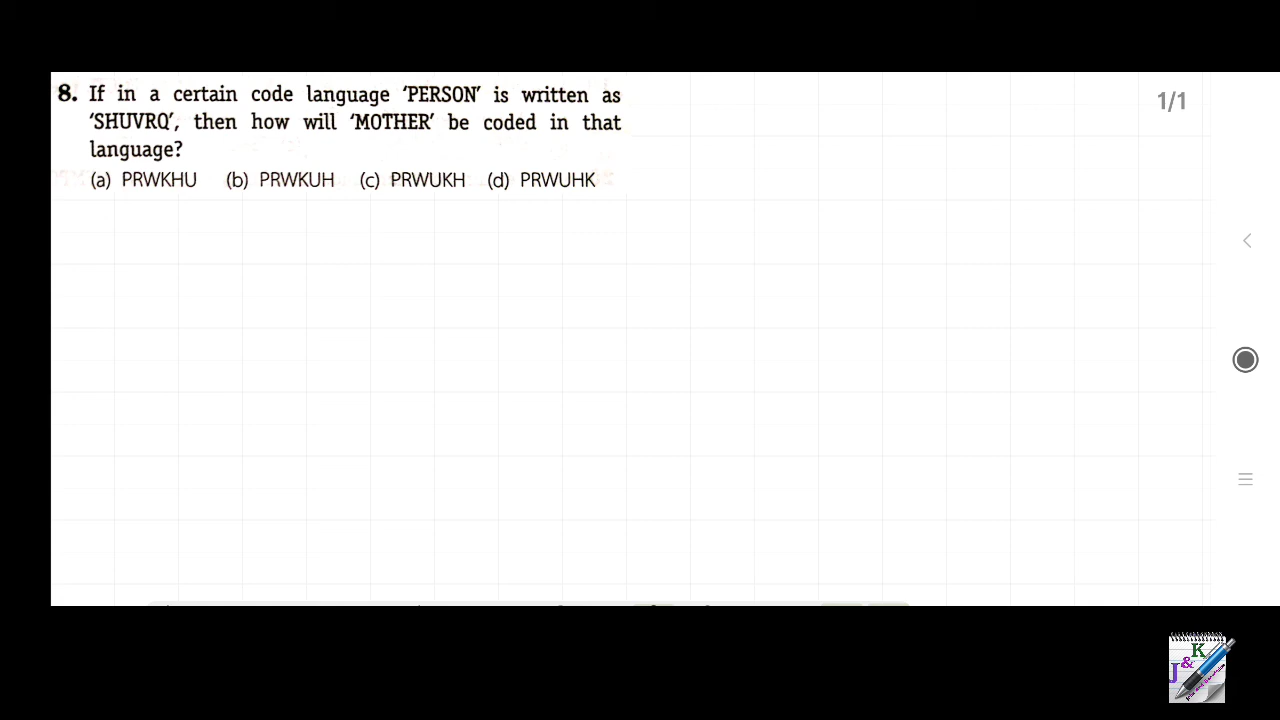 8. If in a certain code language ‘PERSON’ is written as
‘SHUVRQ’, then how will ‘MOTHER’ be coded in that
language?
(a) PRWKHU (b) PRWKUH (c) PRWUKH (d) PRWUHK
1/1
J&K